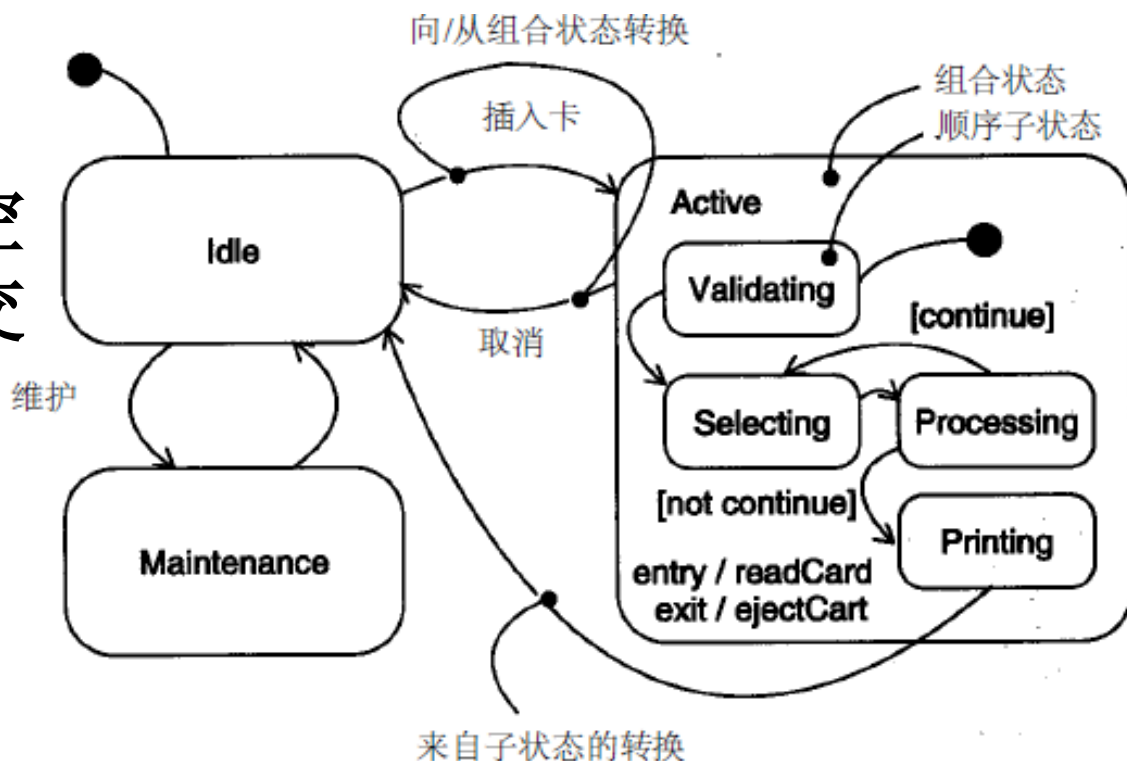 向/从组合状态转换
插入卡
组合状态
顺序子状态
Active
Idle
Validating
[continue]
取消
维护
Selecting
Processing
[not continue]
Printing
Maintenance
entry / readCard
exit / ejectCart
来自子状态的转换